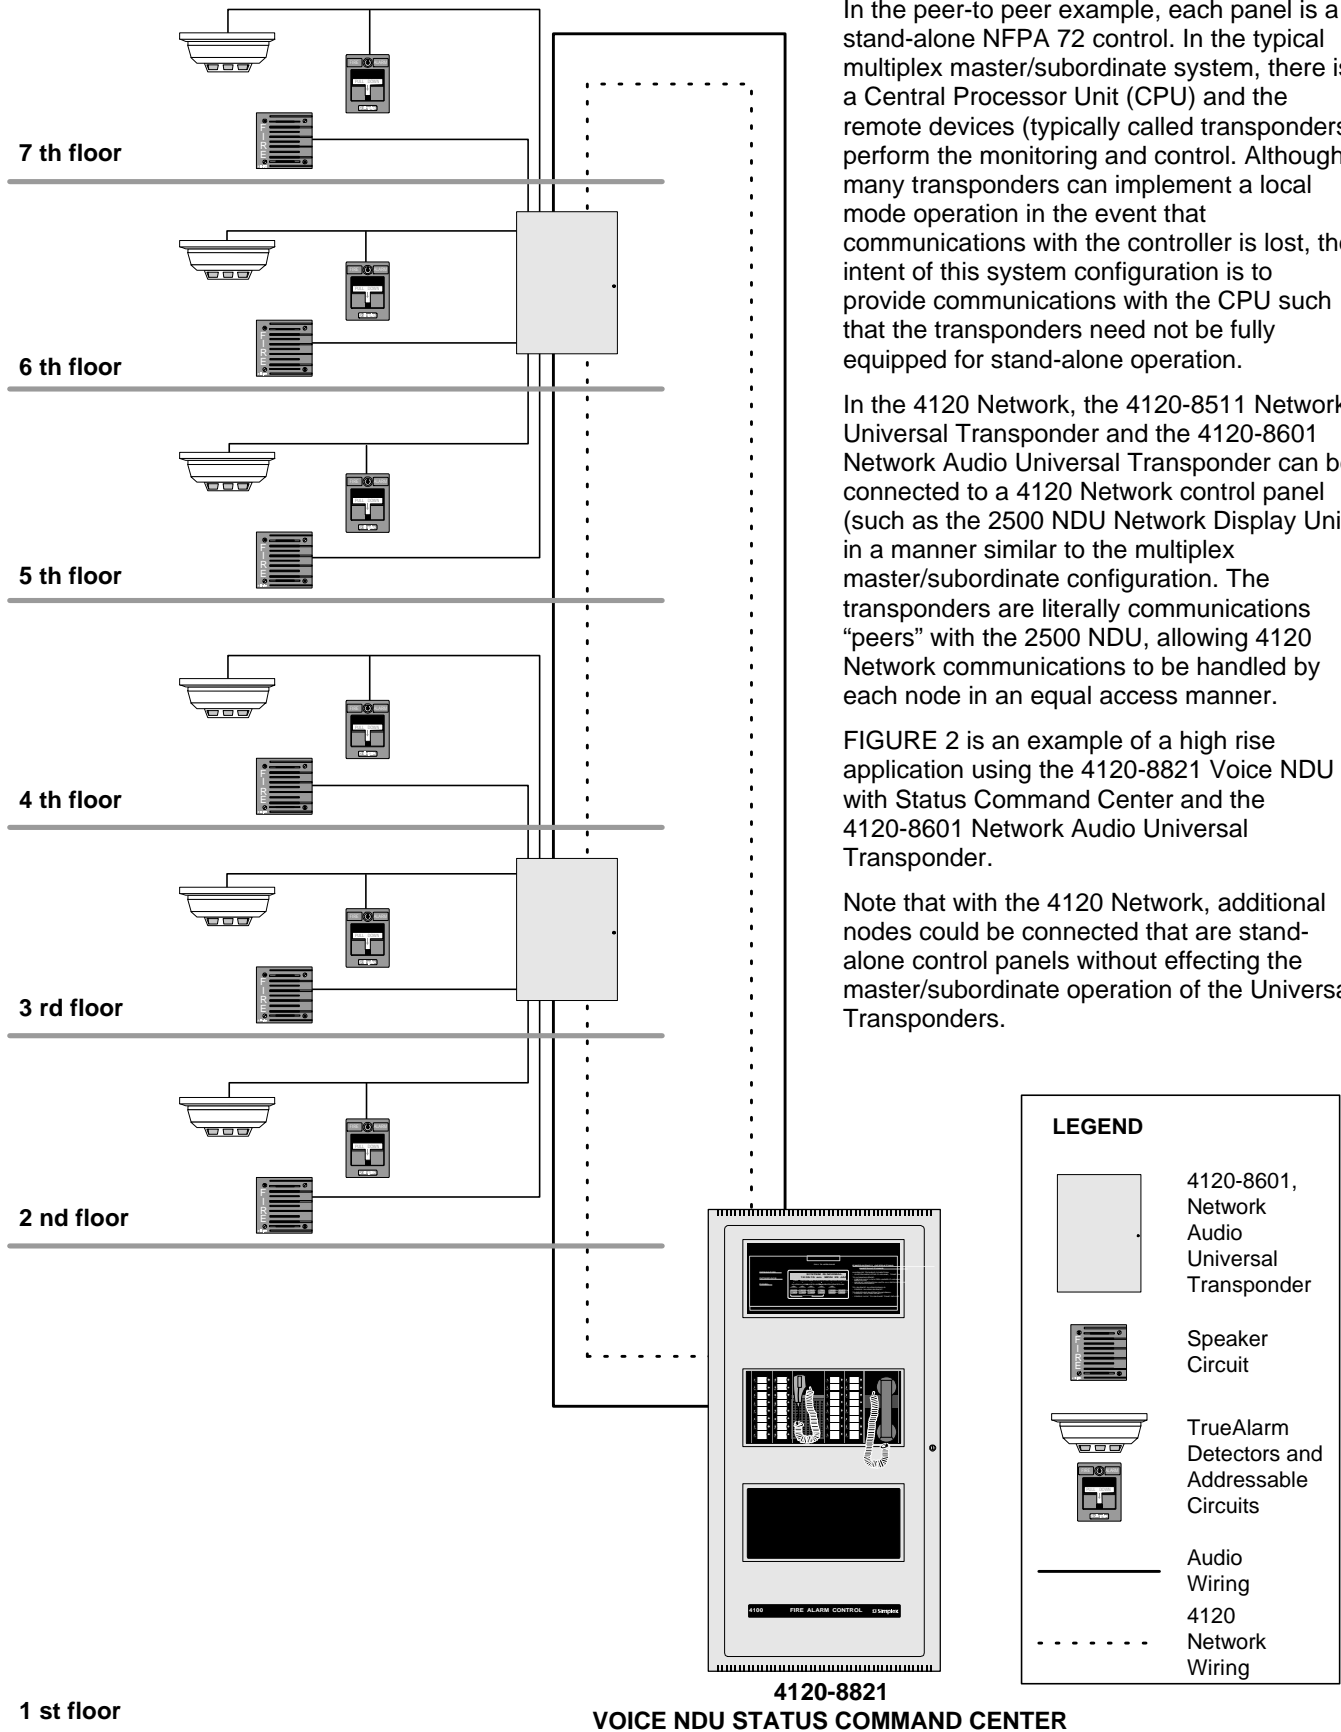 In the peer-to peer example, each panel is a
stand-alone NFPA 72 control. In the typical
multiplex master/subordinate system, there is
a Central Processor Unit (CPU) and the
remote devices (typically called transponders
perform the monitoring and control. Although
many transponders can implement a local
mode operation in the event that
communications with the controller is lost, the
intent of this system configuration is to
provide communications with the CPU such
that the transponders need not be fully
equipped for stand-alone operation.
In the 4120 Network, the 4120-8511 Network
Universal Transponder and the 4120-8601
Network Audio Universal Transponder can be
connected to a 4120 Network control panel
(such as the 2500 NDU Network Display Uni
in a manner similar to the multiplex
master/subordinate configuration. The
transponders are literally communications
“peers” with the 2500 NDU, allowing 4120
Network communications to be handled by
each node in an equal access manner.
FIGURE 2 is an example of a high rise
application using the 4120-8821 Voice NDU
with Status Command Center and the
4120-8601 Network Audio Universal
Transponder.
Note that with the 4120 Network, additional
nodes could be connected that are stand-
alone control panels without effecting the
master/subordinate operation of the Universa
Transponders.
7 th floor
FIRE
6 th floor
FIRE
5 th floor
FIRE
4 th floor
FIRE
3 rd floor
FIRE
2 nd floor
FIRE
1 st floor
4100 FIRE ALARM CONTROL Simplex
4120-8821
VOICE NDU STATUS COMMAND CENTER
LEGEND
4120-8601,
Network
Audio
Universal
Transponder
FIRE
Speaker
Circuit
TrueAlarm
Detectors and
Addressable
Circuits
Audio
Wiring
4120
Network
Wiring